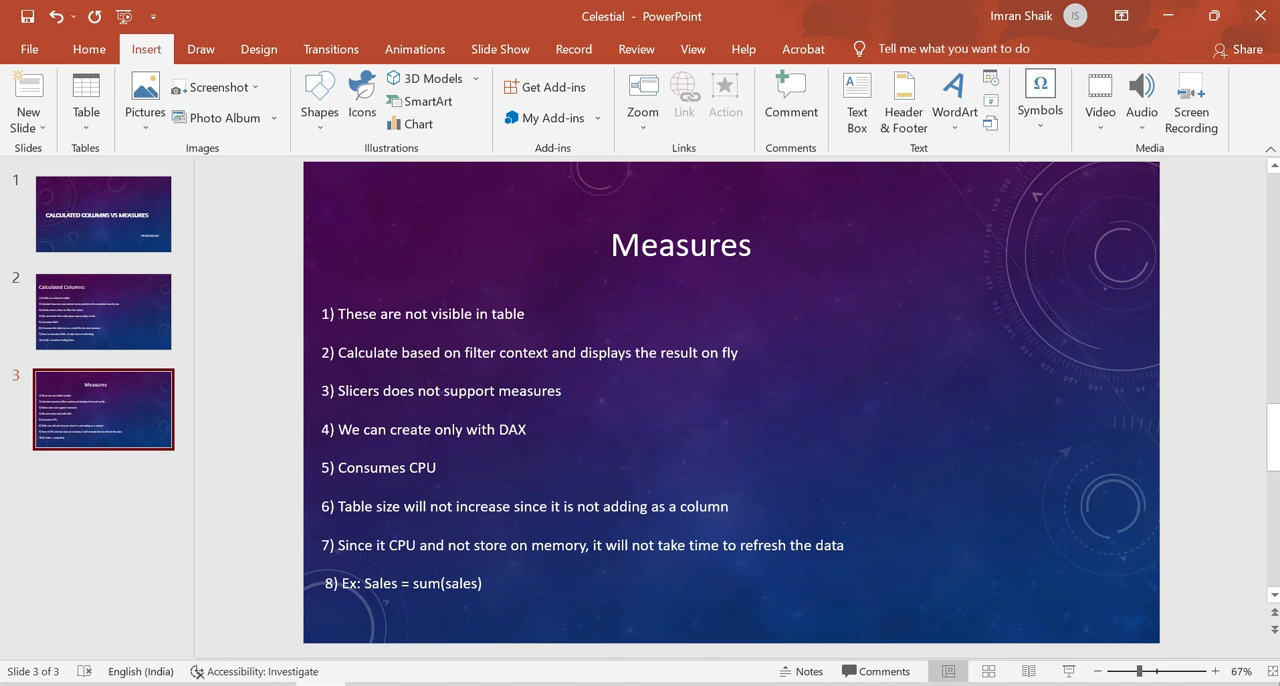 Celestial - PowerPoint
Imran Shaik IS
File Home Insert Draw Design Transitions Animations Slide Show Record Review View Help Acrobat Tell me what you want to do Share
New Slide
Slides
Table
Tables
Pictures
Screenshot
Photo Album
Images
Shapes
Icons
3D Models
SmartArt
Chart
Illustrations
Get Add-ins
My Add-ins
Add-ins
Zoom
Link
Action
Links
Comment
Comments
Text Box
Header & Footer
WordArt
Text
Symbols
Video
Audio
Screen Recording
Media
1
CALCULATED COLUMNS VS MEASURES
2
Calculated Columns:
3
Measures
Measures
1) These are not visible in table
2) Calculate based on filter context and displays the result on fly
3) Slicers does not support measures
4) We can create only with DAX
5) Consumes CPU
6) Table size will not increase since it is not adding as a column
7) Since it CPU and not store on memory, it will not take time to refresh the data
8) Ex: Sales = sum(sales)
Slide 3 of 3 English (India) Accessibility: Investigate Notes Comments 67%